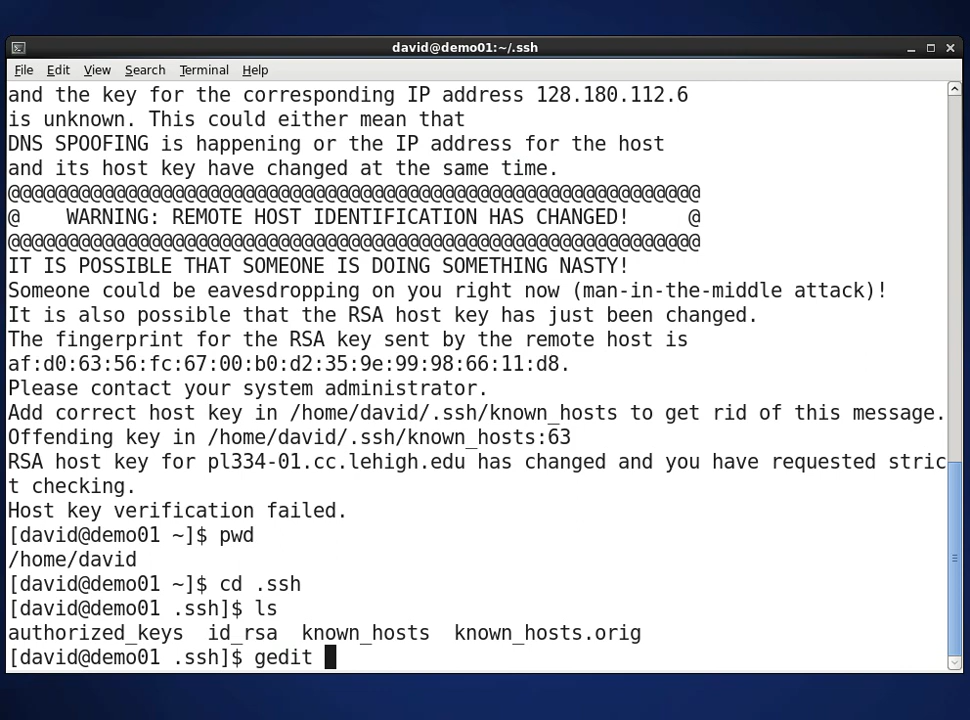 david@demo01:~/.ssh
File Edit View Search Terminal Help
and the key for the corresponding IP address 128.180.112.6
is unknown. This could either mean that
DNS SPOOFING is happening or the IP address for the host
and its host key have changed at the same time.
@@@@@@@@@@@@@@@@@@@@@@@@@@@@@@@@@@@@@@@@@@@@@@@@@@@@@@@@@@@
@    WARNING: REMOTE HOST IDENTIFICATION HAS CHANGED!     @
@@@@@@@@@@@@@@@@@@@@@@@@@@@@@@@@@@@@@@@@@@@@@@@@@@@@@@@@@@@
IT IS POSSIBLE THAT SOMEONE IS DOING SOMETHING NASTY!
Someone could be eavesdropping on you right now (man-in-the-middle attack)!
It is also possible that the RSA host key has just been changed.
The fingerprint for the RSA key sent by the remote host is
af:d0:63:56:fc:67:00:b0:d2:35:9e:99:98:66:11:d8.
Please contact your system administrator.
Add correct host key in /home/david/.ssh/known_hosts to get rid of this message.
Offending key in /home/david/.ssh/known_hosts:63
RSA host key for pl334-01.cc.lehigh.edu has changed and you have requested stric
t checking.
Host key verification failed.
[david@demo01 ~]$ pwd
/home/david
[david@demo01 ~]$ cd .ssh
[david@demo01 .ssh]$ ls
authorized_keys  id_rsa  known_hosts  known_hosts.orig
[david@demo01 .ssh]$ gedit